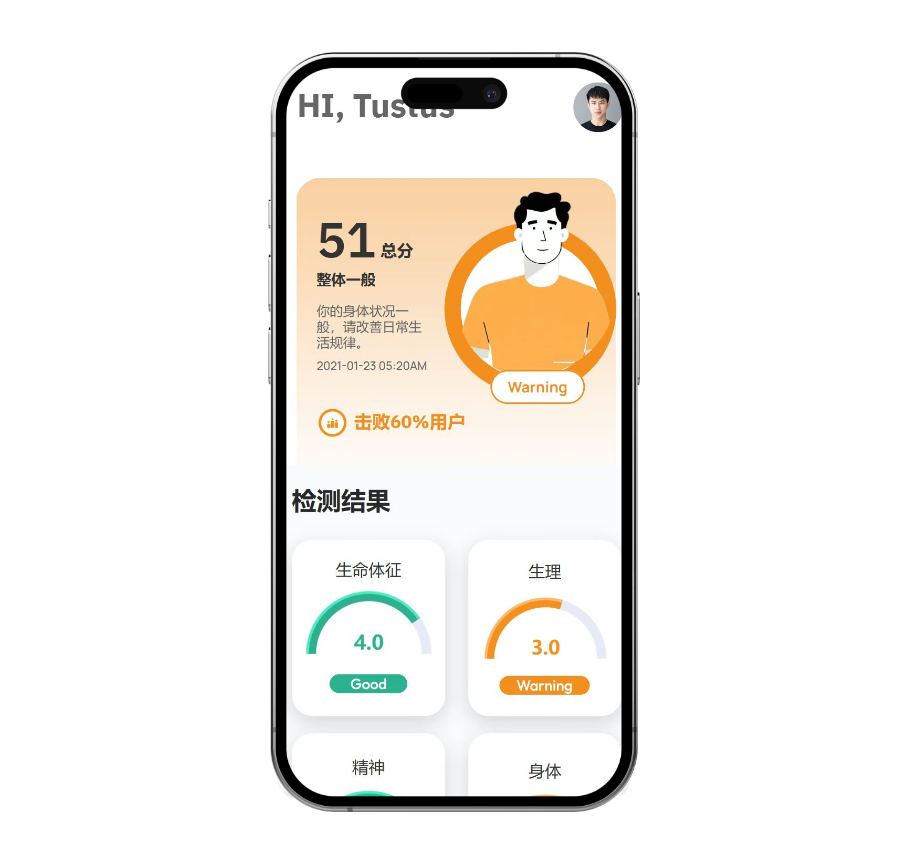 HI, Tustus
51 总分
整体一般
你的身体状况一
般，请改善日常生
活规律。
2021-01-23 05:20AM
Warning
击败60%用户
检测结果
生命体征
4.0
Good
生理
3.0
Warning
精神
身体